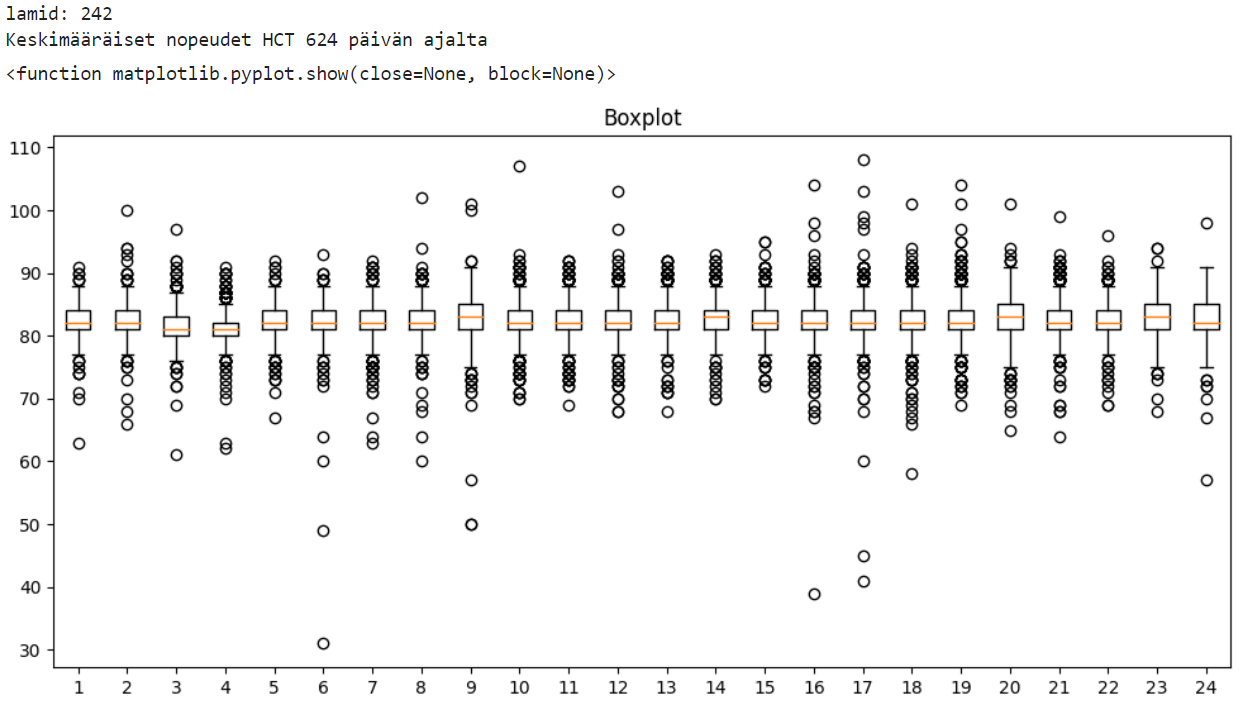 lamid: 242
Keskimääräiset nopeudet HCT 624 päivän ajalta
<function matplotlib.pyplot.show(close=None, block=None)>
Boxplot
110
100
90
80
70
60
50
40
30
1 2 3 4 5 6 7 8 9 10 11 12 13 14 15 16 17 18 19 20 21 22 23 24